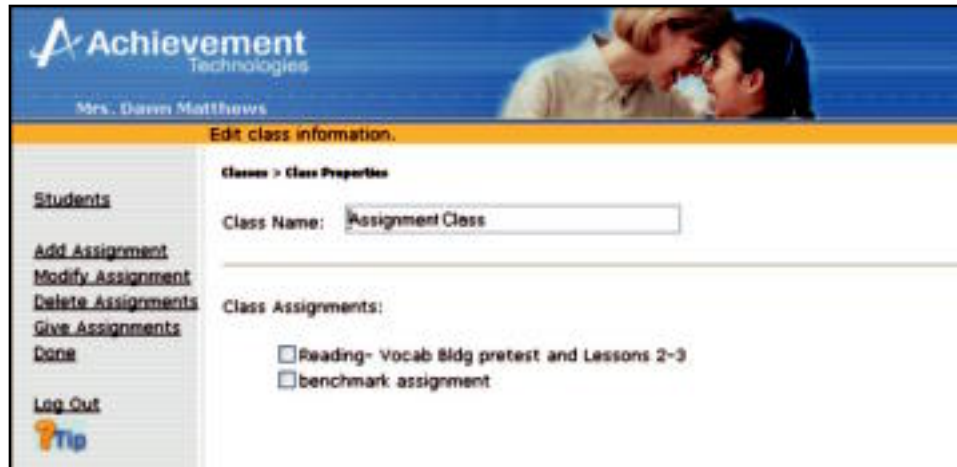 Achievement
Technologies
Mrs. Dawn Matthews
Edit class information.
Classes > Class Properties
Students
Class Name: Assignment Class
Add Assignment
Modify Assignment
Delete Assignments
Give Assignments
Done
Class Assignments:
Reading- Vocab Bldg pretest and Lessons 2-3
benchmark assignment
Log Out
?Tip